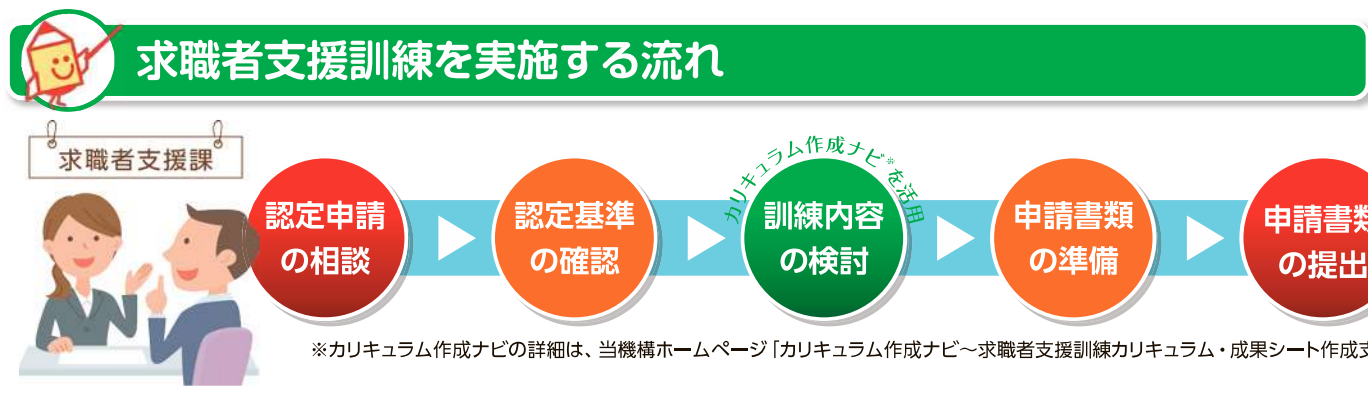 求職者支援訓練を実施する流れ
求職者支援課
認定申請
の相談
認定基準
の確認
カリキュラム作成ナビ※を活用
訓練内容
の検討
申請書類
の準備
申請書類
の提出
※カリキュラム作成ナビの詳細は、当機構ホームページ「カリキュラム作成ナビ～求職者支援訓練カリキュラム・成果シート作成支